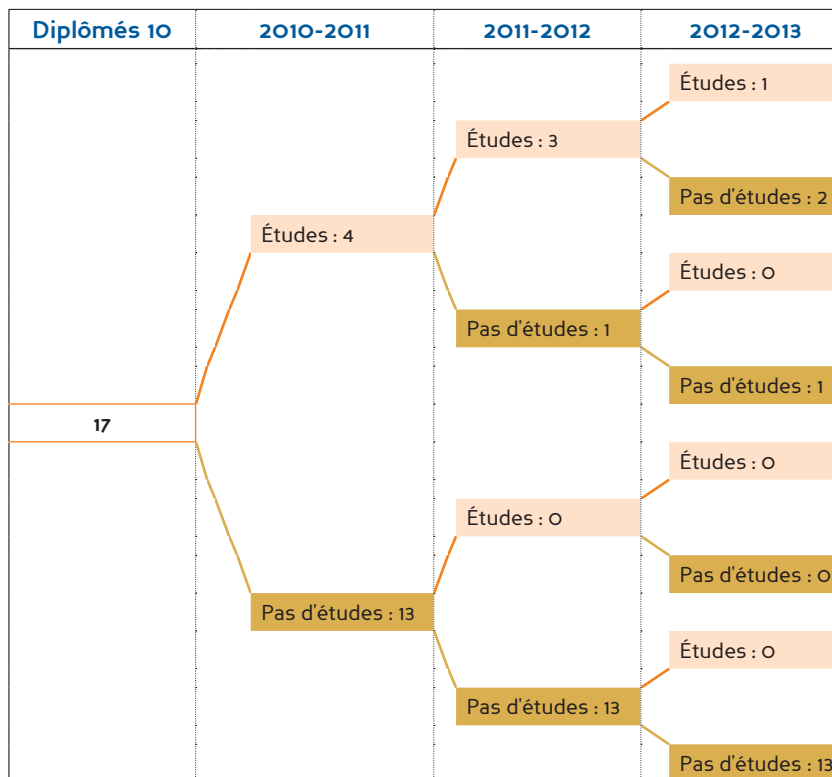 Diplômés 10 2010-2011 2011-2012 2012-2013
Études : 1
Études : 3
Pas d'études : 2
Études : 4
Études : 0
Pas d'études : 1
Pas d'études : 1
17
Études : 0
Études : 0
Pas d'études : 0
Pas d'études : 13
Études : 0
Pas d'études : 13
Pas d'études : 13